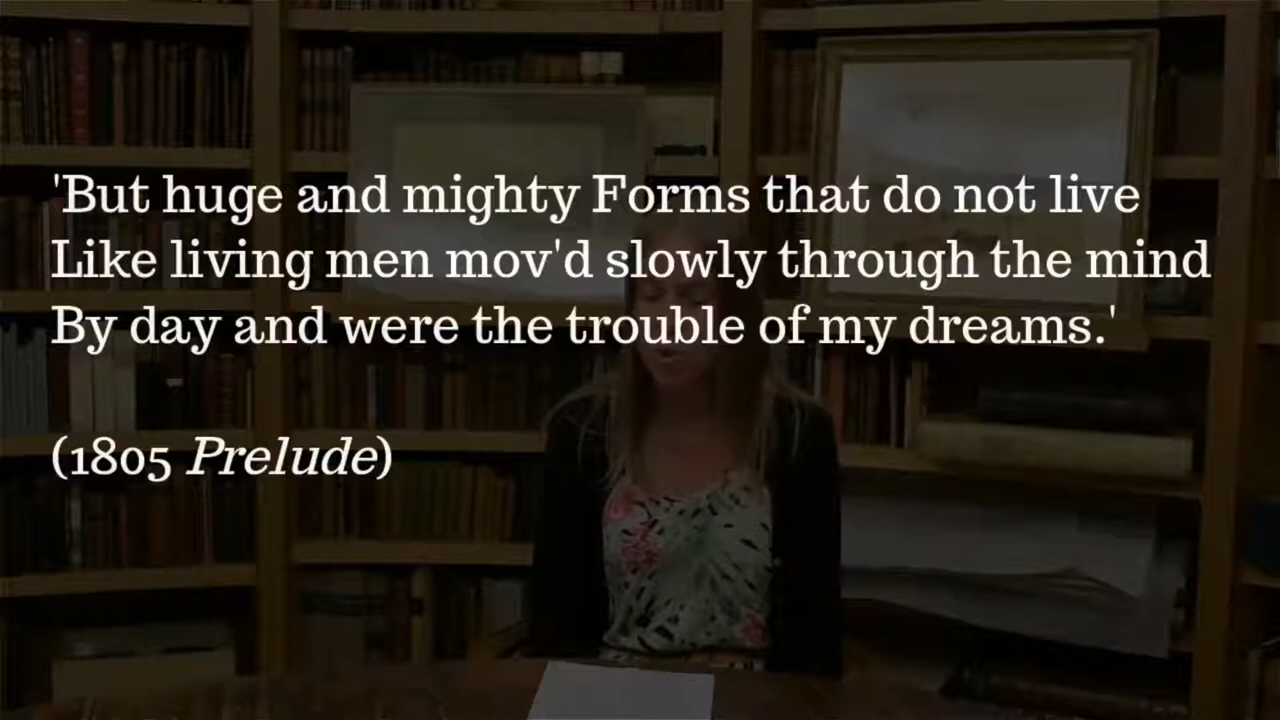 'But huge and mighty Forms that do not live
Like living men mov'd slowly through the mind
By day and were the trouble of my dreams.'
(1805 Prelude)